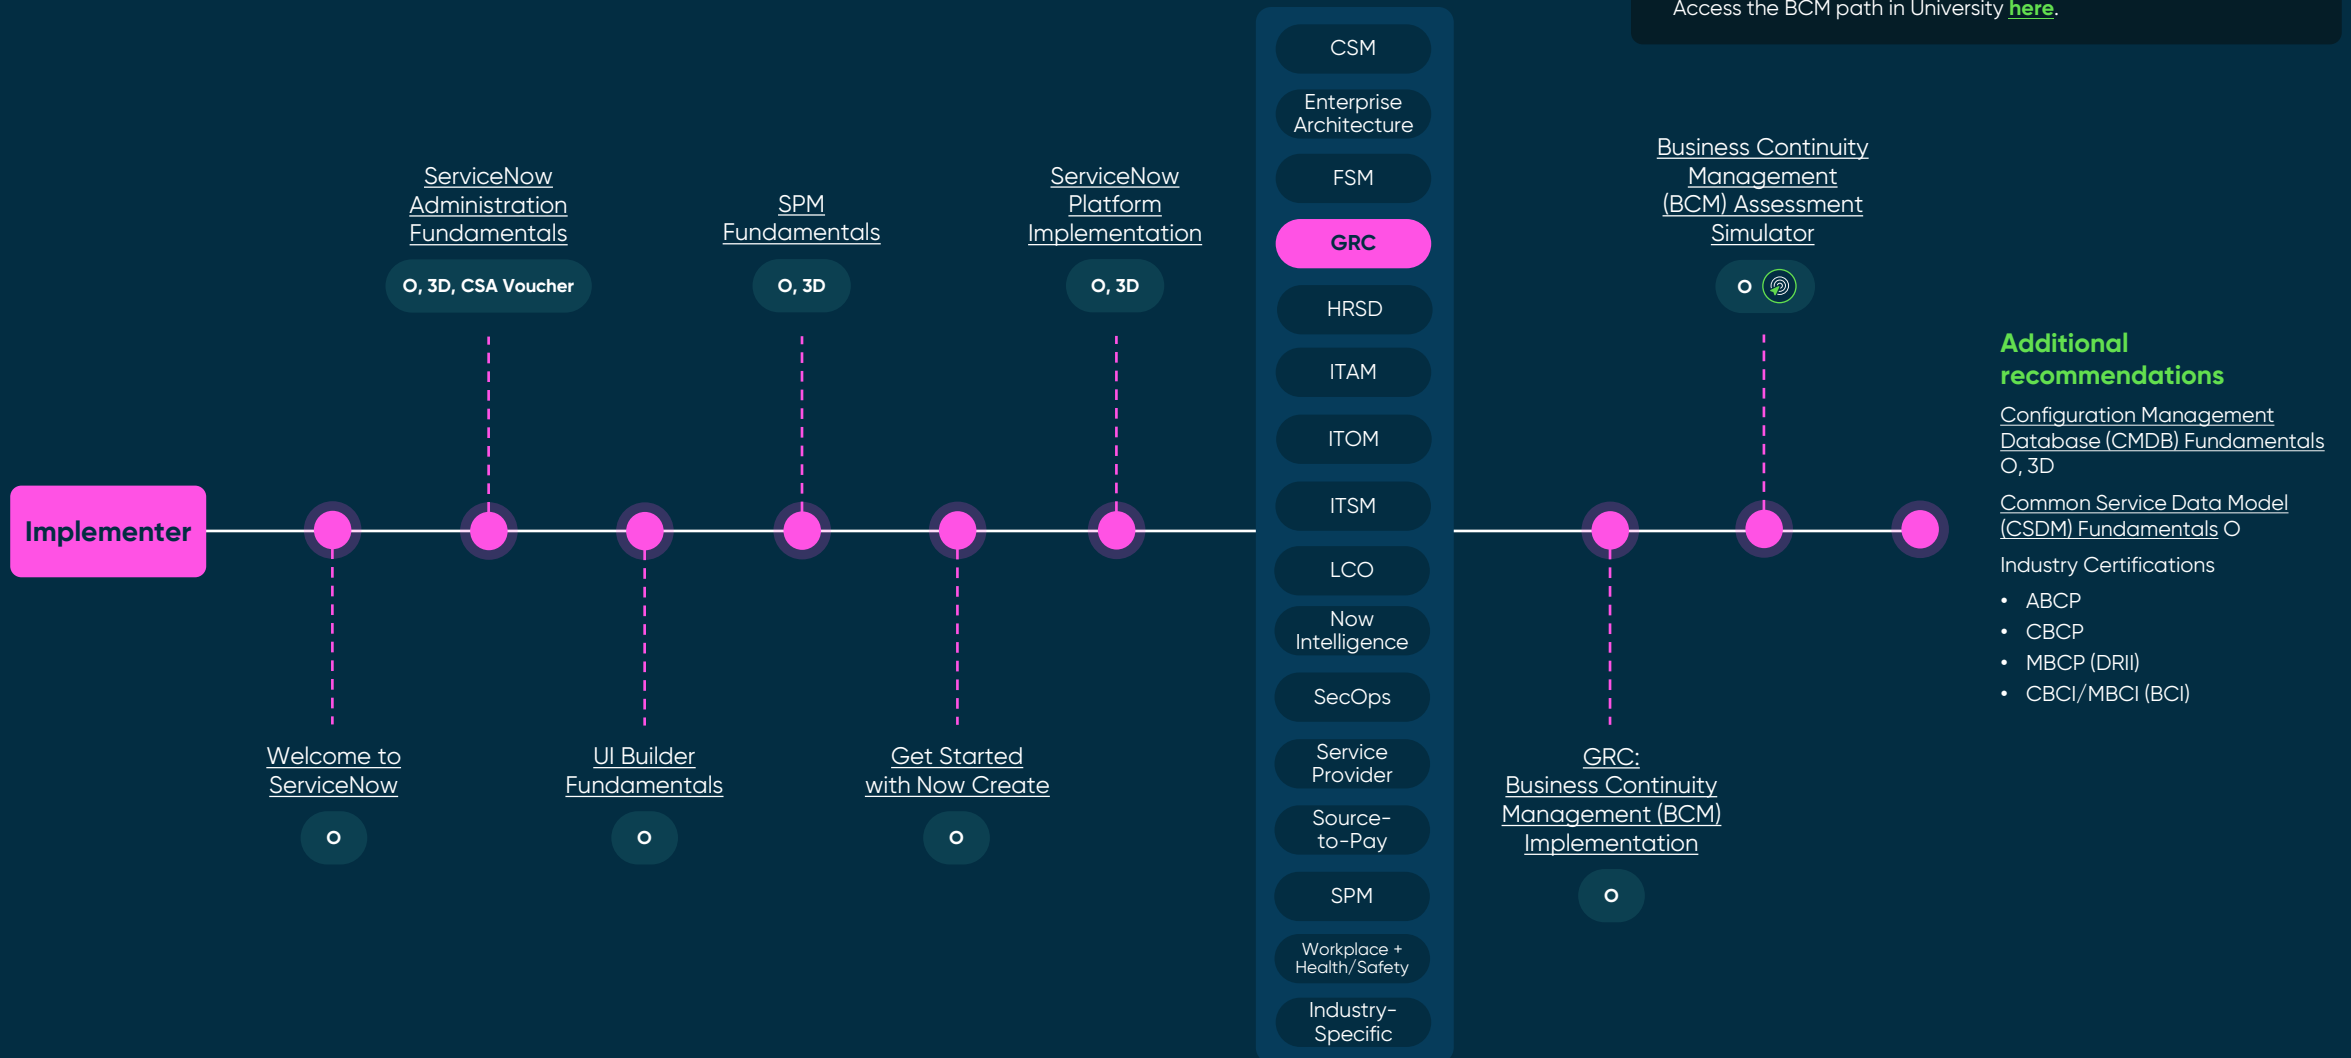 Access the BCM path in University here.
Implementer
Welcome to
ServiceNow
O
ServiceNow
Administration
Fundamentals
O, 3D, CSA Voucher
UI Builder
Fundamentals
O
SPM
Fundamentals
O, 3D
Get Started
with Now Create
O
ServiceNow
Platform
Implementation
O, 3D
CSM
Enterprise
Architecture
FSM
GRC
HRSD
ITAM
ITOM
ITSM
LCO
Now
Intelligence
SecOps
Service
Provider
Source-
to-Pay
SPM
Workplace +
Health/Safety
Industry-
Specific
GRC:
Business Continuity
Management (BCM)
Implementation
O
Business Continuity
Management
(BCM) Assessment
Simulator
O
Additional
recommendations
Configuration Management
Database (CMDB) Fundamentals
O, 3D
Common Service Data Model
(CSDM) Fundamentals O
Industry Certifications
• ABCP
• CBCP
• MBCP (DRII)
• CBCI/MBCI (BCI)